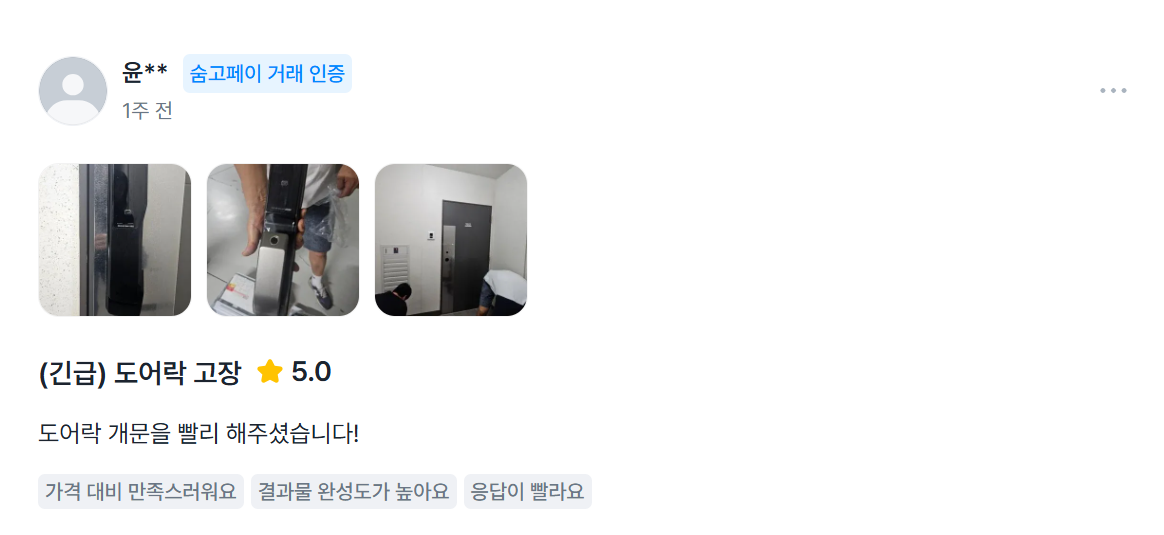 윤** 숨고페이 거래 인증
1주 전
(긴급) 도어락 고장 5.0
도어락 개문을 빨리 해주셨습니다!
가격 대비 만족스러워요 결과물 완성도가 높아요 응답이 빨라요